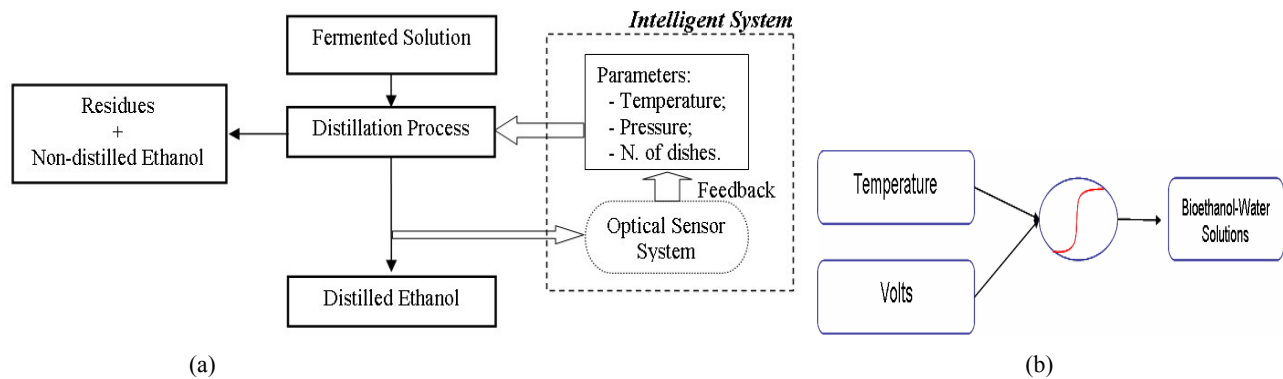 Intelligent System
Fermented Solution
Parameters:
- Temperature;
- Pressure;
- N. of dishes.
Residues
+
Non-distilled Ethanol
Distillation Process
Feedback
Optical Sensor
System
Distilled Ethanol
(a)
Temperature
Volts
Bioethanol-Water
Solutions
(b)